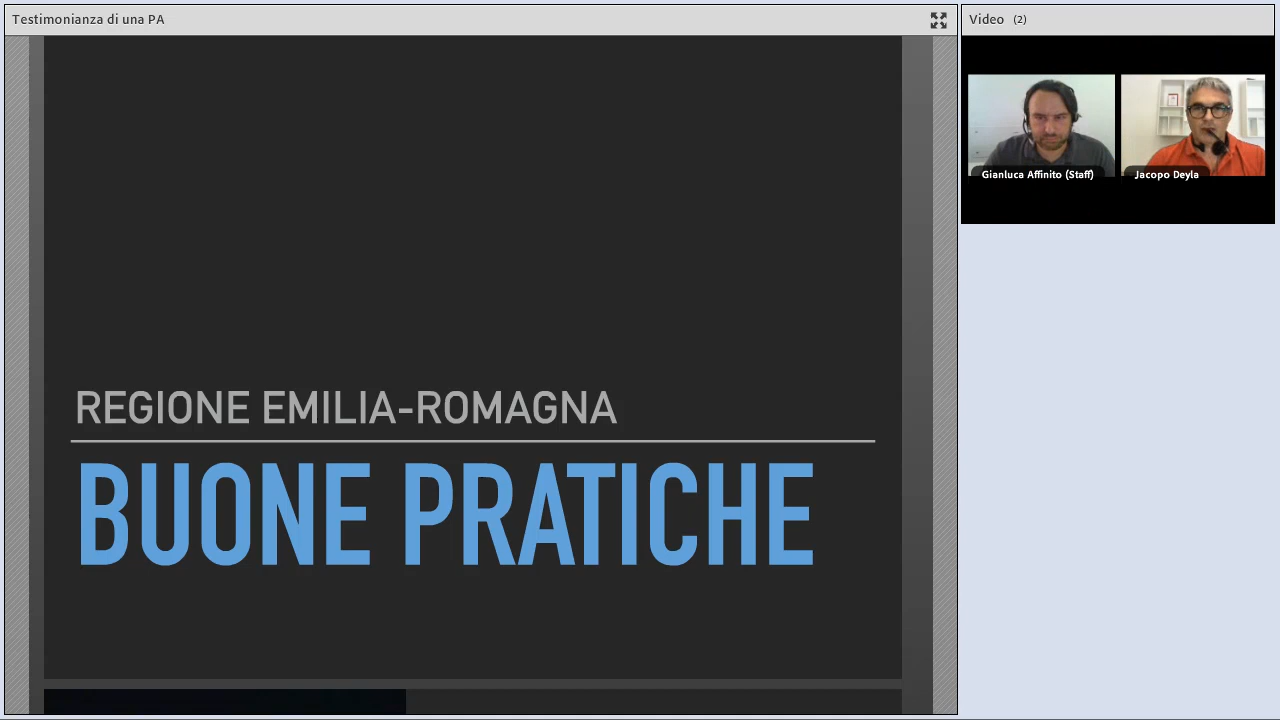 Testimonianza di una PA
Video (2)
Gianluca Affinito (Staff)
Jacopo Deyla
REGIONE EMILIA-ROMAGNA
BUONE PRATICHE